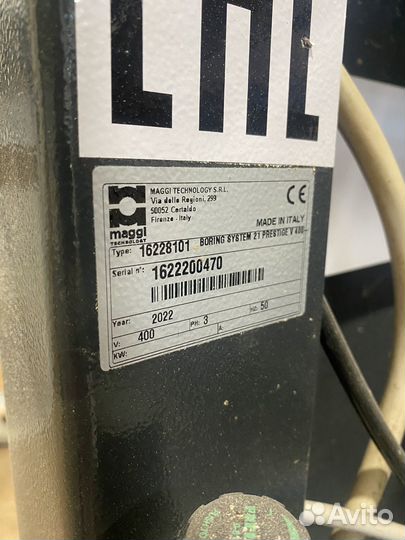 EAC
MAGGI TECHNOLOGY S.R.L.
Via delle Regioni, 299
50052 Certaldo
Firenze - Italy
CE
maggi
TECHNOLOGY
MADE IN ITALY
Type: 16228101 BORING SYSTEM 21 PRESTIGE V 400
Serial n°: 1622200470
Year: 2022
V: 400 PH: 3 A: Hz: 50
KW:
Avito